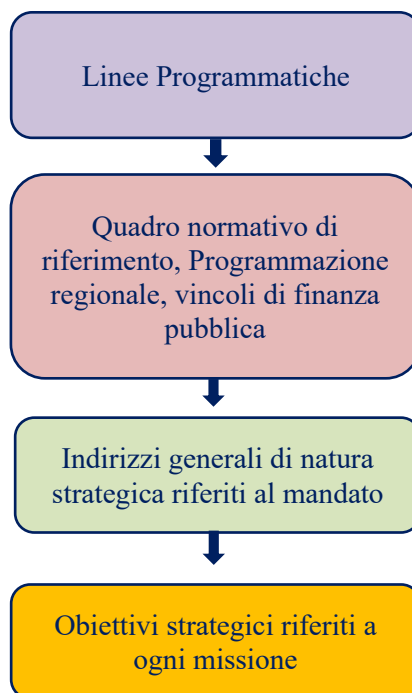 Linee Programmatiche
Quadro normativo di
riferimento, Programmazione
regionale, vincoli di finanza
pubblica
Indirizzi generali di natura
strategica riferiti al mandato
Obiettivi strategici riferiti a
ogni missione